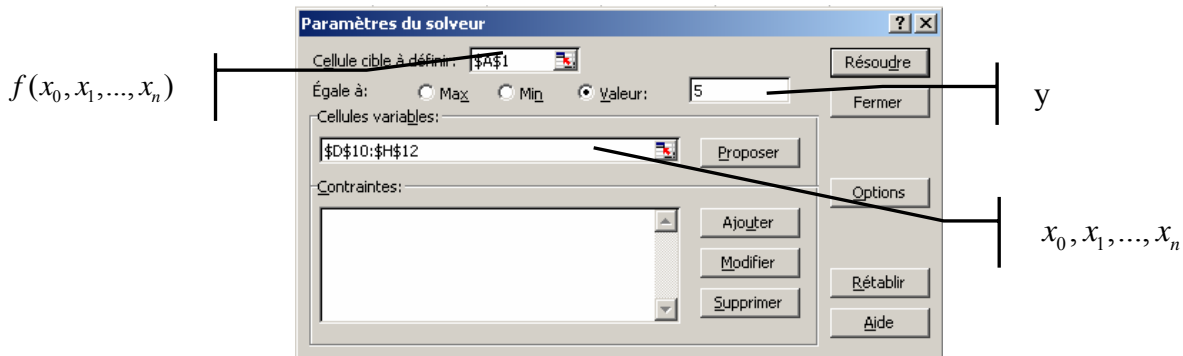 Paramètres du solveur
Cellule cible à définir: $A$1
Résoudre
f(x₀, x₁,..., xₙ)
Égale à: Max Min Valeur: 5
Fermer
y
Cellules variables:
$D$10:$H$12
Proposer
Contraintes:
Options
Ajouter
x₀, x₁,..., xₙ
Modifier
Rétablir
Supprimer
Aide